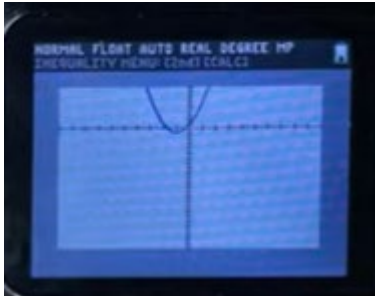 NORMAL FLOAT AUTO REAL DEGREE MP
INEQUALITY MENU: [2nd] [CALC]